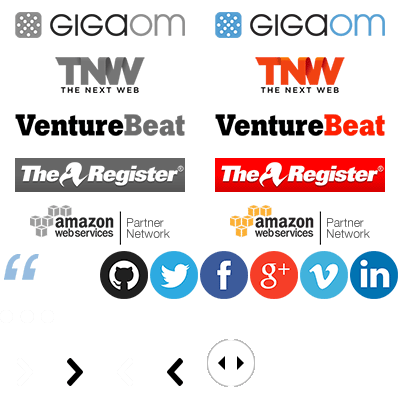 GIGAOM GIGAOM
TNW TNW
THE NEXT WEB THE NEXT WEB
VentureBeat VentureBeat
The Register® The Register®
amazon webservices Partner Network amazon webservices Partner Network
“ f g+ v in